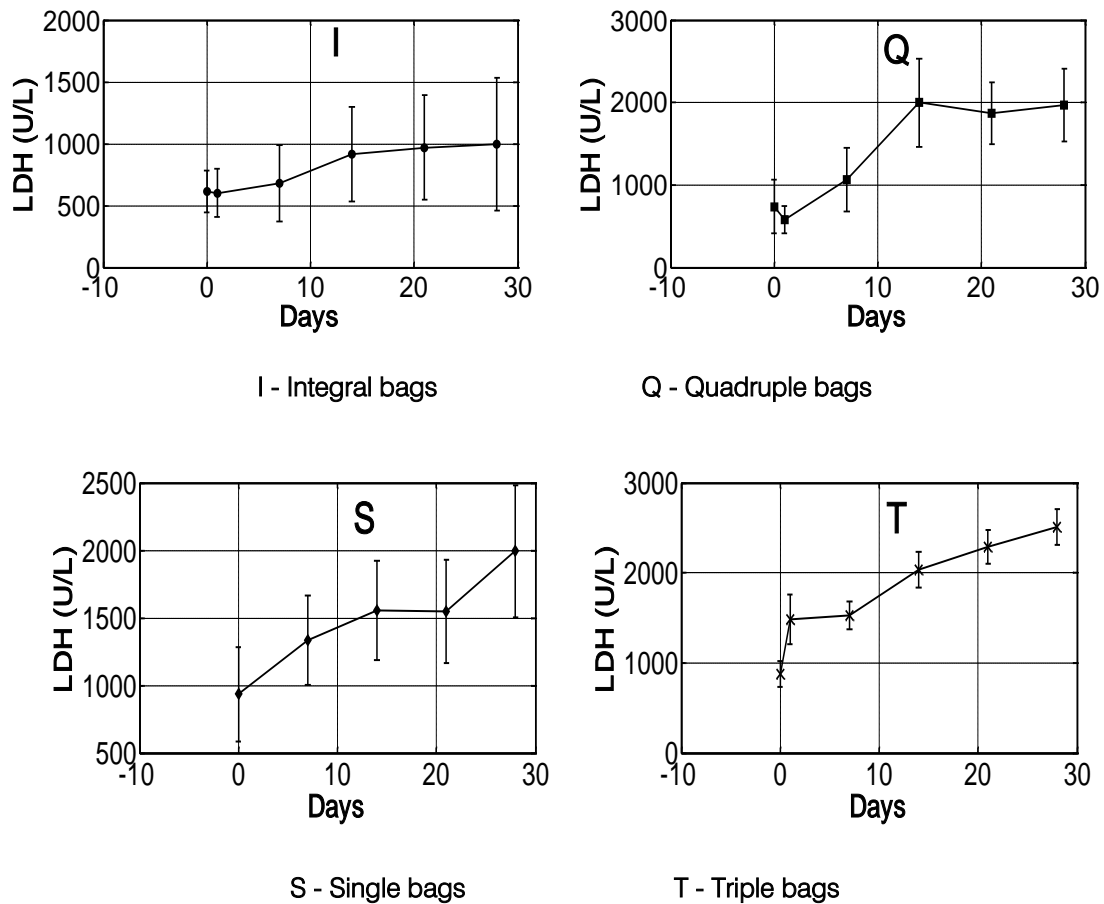 I
LDH (U/L)
2000
1500
1000
500
0
-10 0 10 20 30
Days
Q
LDH (U/L)
3000
2000
1000
0
-10 0 10 20 30
Days
I - Integral bags
Q - Quadruple bags
S
LDH (U/L)
2500
2000
1500
1000
500
-10 0 10 20 30
Days
T
LDH (U/L)
3000
2000
1000
0
-10 0 10 20 30
Days
S - Single bags
T - Triple bags